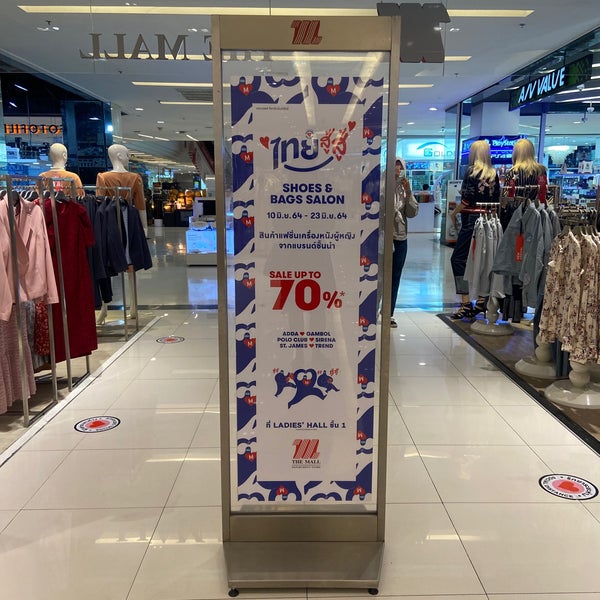 THE MALL
A/V VALUE
PlayStation
ไทยสู้สู้
SHOES &
BAGS SALON
10 มิ.ย. 64 - 23 มิ.ย. 64
สินค้าแฟชั่นเครื่องหนังผู้หญิง
จากแบรนด์ชั้นนำ
SALE UP TO
70%*
ADDA ❤ GAMBOL
POLO CLUB ❤ SIRENA
ST. JAMES ❤ TREND
ที่ LADIES' HALL ชั้น 1
THE MALL